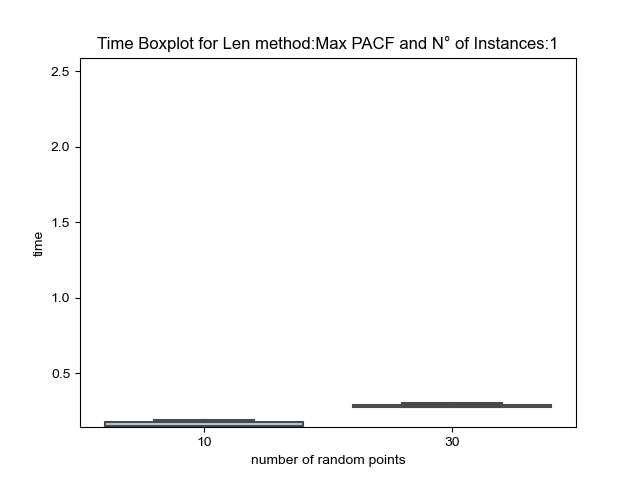 Time Boxplot for Len method:Max PACF and N° of Instances:1
2.5
2.0
1.5
1.0
0.5
time
10
30
number of random points